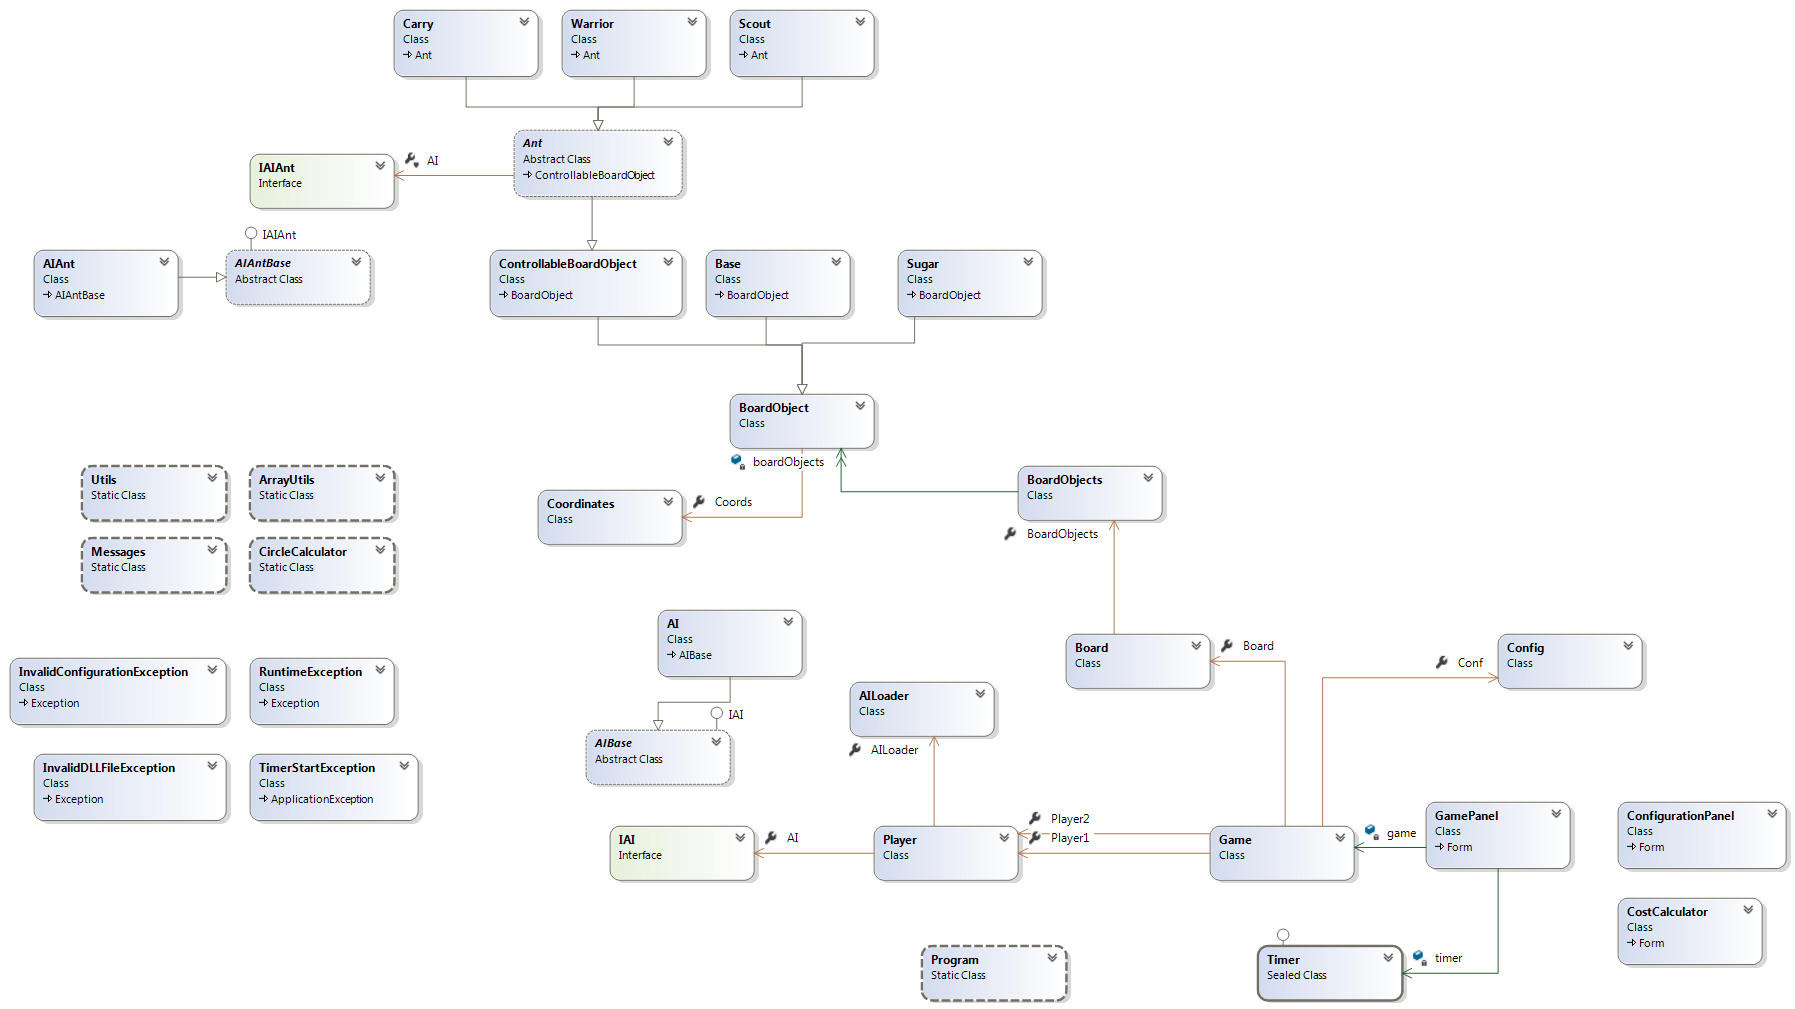 Carry
Class
Ant
Warrior
Class
Ant
Scout
Class
Ant
Ant
Abstract Class
ControllableBoardObject
AI
IAIAnt
Interface
IAIAnt
AIAnt
Class
AIAntBase
AIAntBase
Abstract Class
ControllableBoardObject
Class
BoardObject
Base
Class
BoardObject
Sugar
Class
BoardObject
BoardObject
Class
boardObjects
Utils
Static Class
ArrayUtils
Static Class
Coordinates
Class
Coords
BoardObjects
Class
BoardObjects
Messages
Static Class
CircleCalculator
Static Class
AI
Class
AIBase
Board
Class
Board
Conf
Config
Class
InvalidConfigurationException
Class
Exception
RuntimeException
Class
Exception
AILoader
Class
AILoader
IAI
AIBase
Abstract Class
InvalidDLLFileException
Class
Exception
TimerStartException
Class
ApplicationException
IAI
Interface
AI
Player
Class
Player2
Player1
Game
Class
game
GamePanel
Class
Form
ConfigurationPanel
Class
Form
CostCalculator
Class
Form
Program
Static Class
Timer
Sealed Class
timer